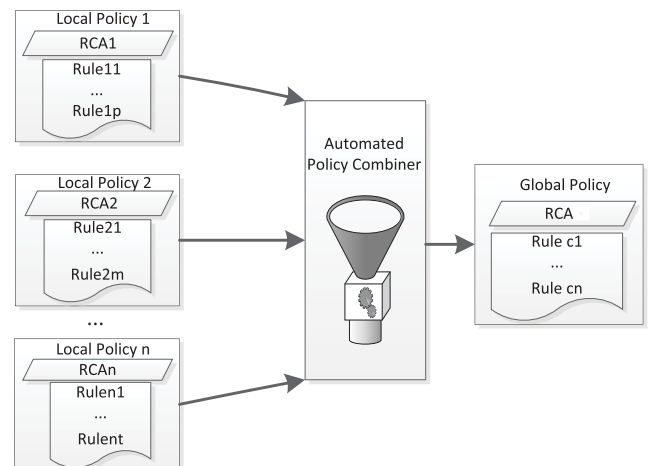 Local Policy 1
RCA1
Rule11
...
Rule1p
Local Policy 2
RCA2
Rule21
...
Rule2m
...
Local Policy n
RCAn
Rulen1
...
Rulent
Automated
Policy Combiner
Global Policy
RCA
Rule c1
...
Rule cn